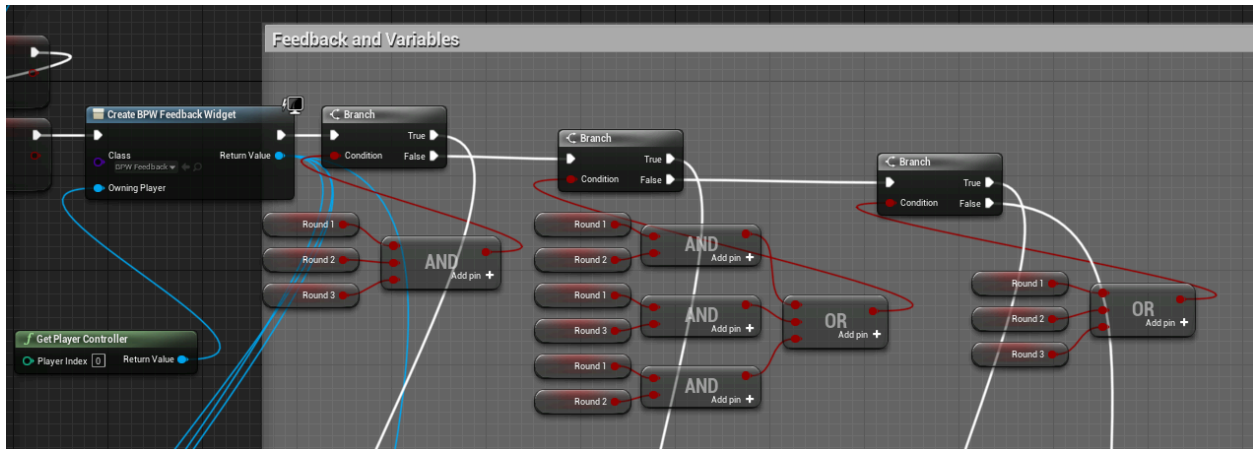 Feedback and Variables
Create BPW Feedback Widget
Class
BPW Feedback
Return Value
Owning Player
Get Player Controller
Player Index 0
Return Value
Branch
True
Condition
False
Round 1
Round 2
Round 3
AND
Add pin +
Branch
True
Condition
False
Round 1
Round 2
AND
Add pin +
Round 1
Round 3
AND
Add pin +
Round 1
Round 2
AND
Add pin +
OR
Add pin +
Branch
True
Condition
False
Round 1
Round 2
Round 3
OR
Add pin +